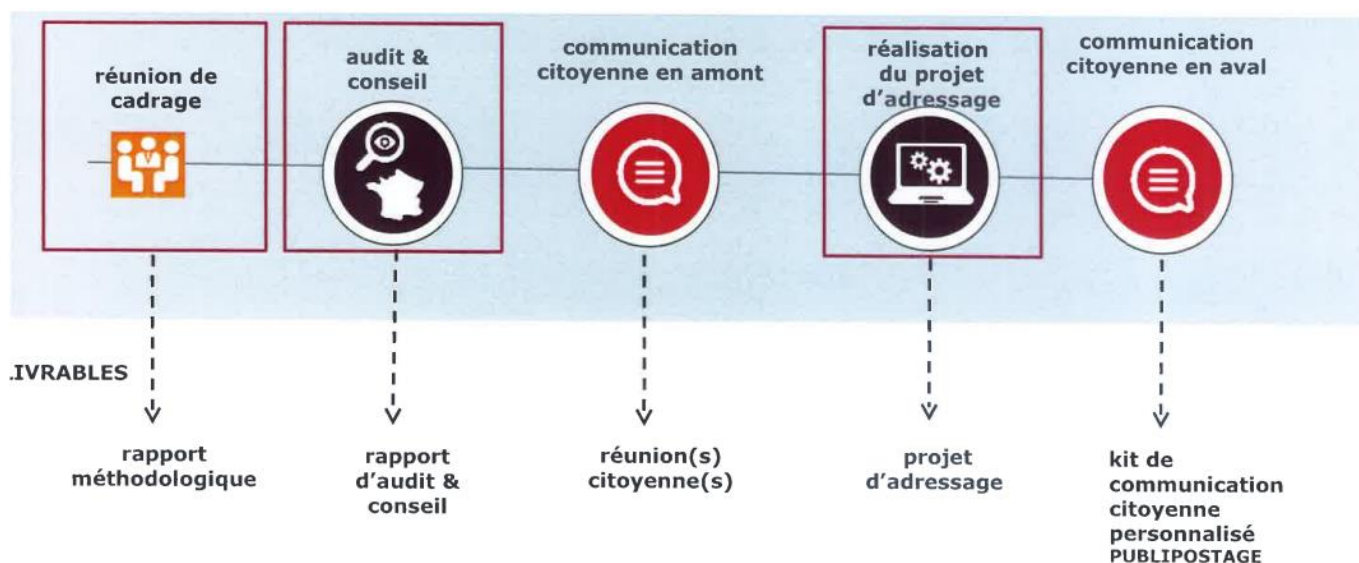 réunion de
cadrage
audit &
conseil
communication
citoyenne en amont
réalisation
du projet
d'adressage
communication
citoyenne en aval
.IVRABLES
rapport
méthodologique
rapport
d'audit &
conseil
réunion(s)
citoyenne(s)
projet
d'adressage
kit de
communication
citoyenne
personnalisé
PUBLIPOSTAGE